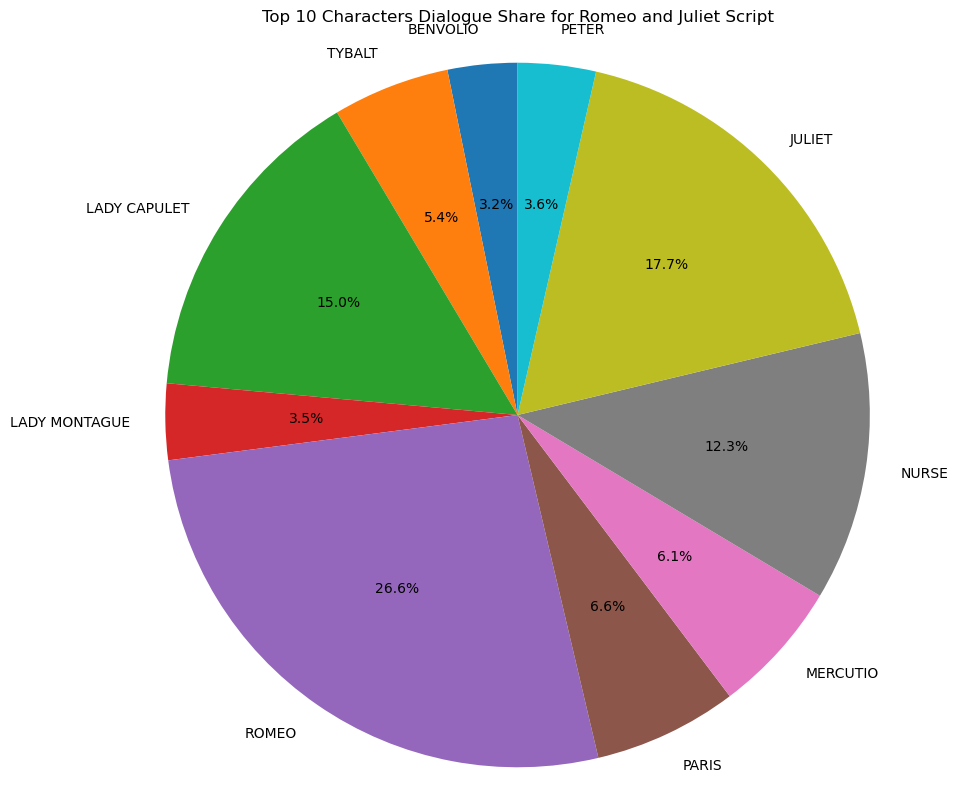 Top 10 Characters Dialogue Share for Romeo and Juliet Script
BENVOLIO
PETER
TYBALT
JULIET
LADY CAPULET
3.2%
3.6%
5.4%
17.7%
15.0%
LADY MONTAGUE
3.5%
12.3%
NURSE
6.1%
26.6%
6.6%
MERCUTIO
ROMEO
PARIS